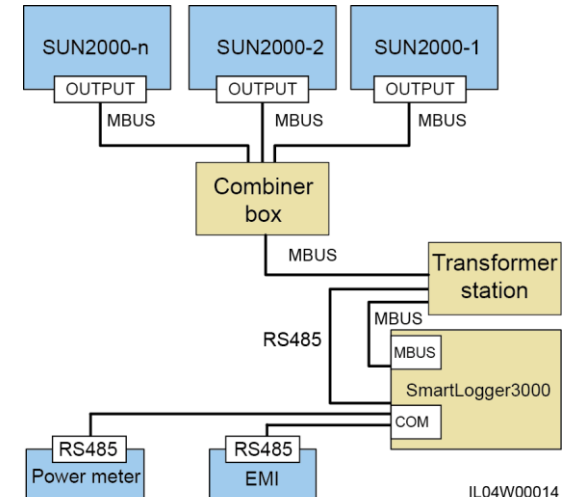 SUN2000-n
SUN2000-2
SUN2000-1
OUTPUT
OUTPUT
OUTPUT
MBUS
MBUS
MBUS
Combiner
box
MBUS
Transformer
station
MBUS
RS485
MBUS
SmartLogger3000
COM
RS485
RS485
Power meter
EMI
IL04W00014